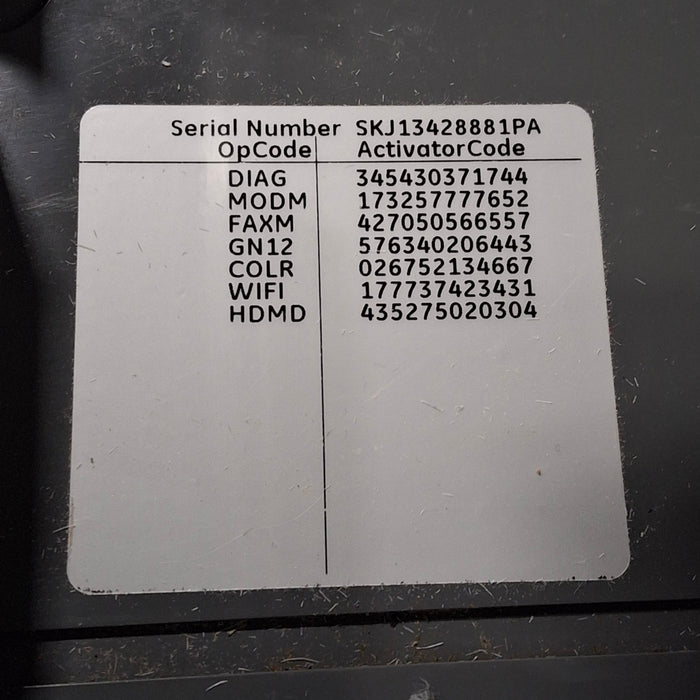 Serial Number SKJ13428881PA
OpCode ActivatorCode
DIAG 345430371744
MODM 173257777652
FAXM 427050566557
GN12 576340206443
COLR 026752134667
WIFI 177737423431
HDMD 435275020304